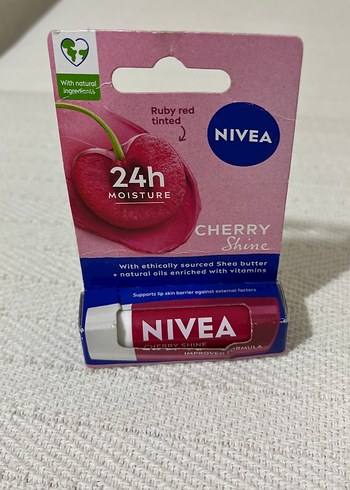 With natural
ingredients
Ruby red
tinted
NIVEA
24h
MOISTURE
CHERRY
Shine
With ethically sourced Shea butter
+ natural oils enriched with vitamins
Supports lip skin barrier against external factors
NIVEA
CHERRY SHINE
IMPROVED FORMULA